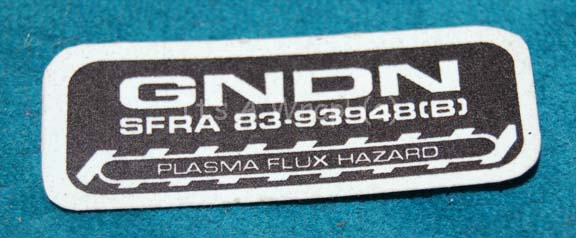 GNDN
SFRA 83-93948(B)
PLASMA FLUX HAZARD